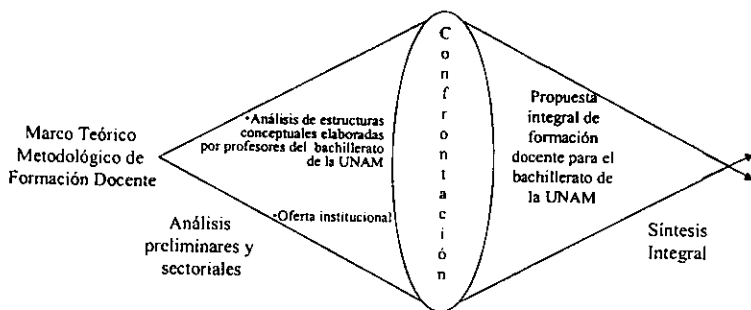 Marco Teórico
Metodológico de
Formación Docente
Análisis
preliminares y
sectoriales
•Análisis de estructuras
conceptuales elaboradas
por profesores del bachillerato
de la UNAM
•Oferta institucional
Confrontación
Propuesta
integral de
formación
docente para el
bachillerato de
la UNAM
Síntesis
Integral